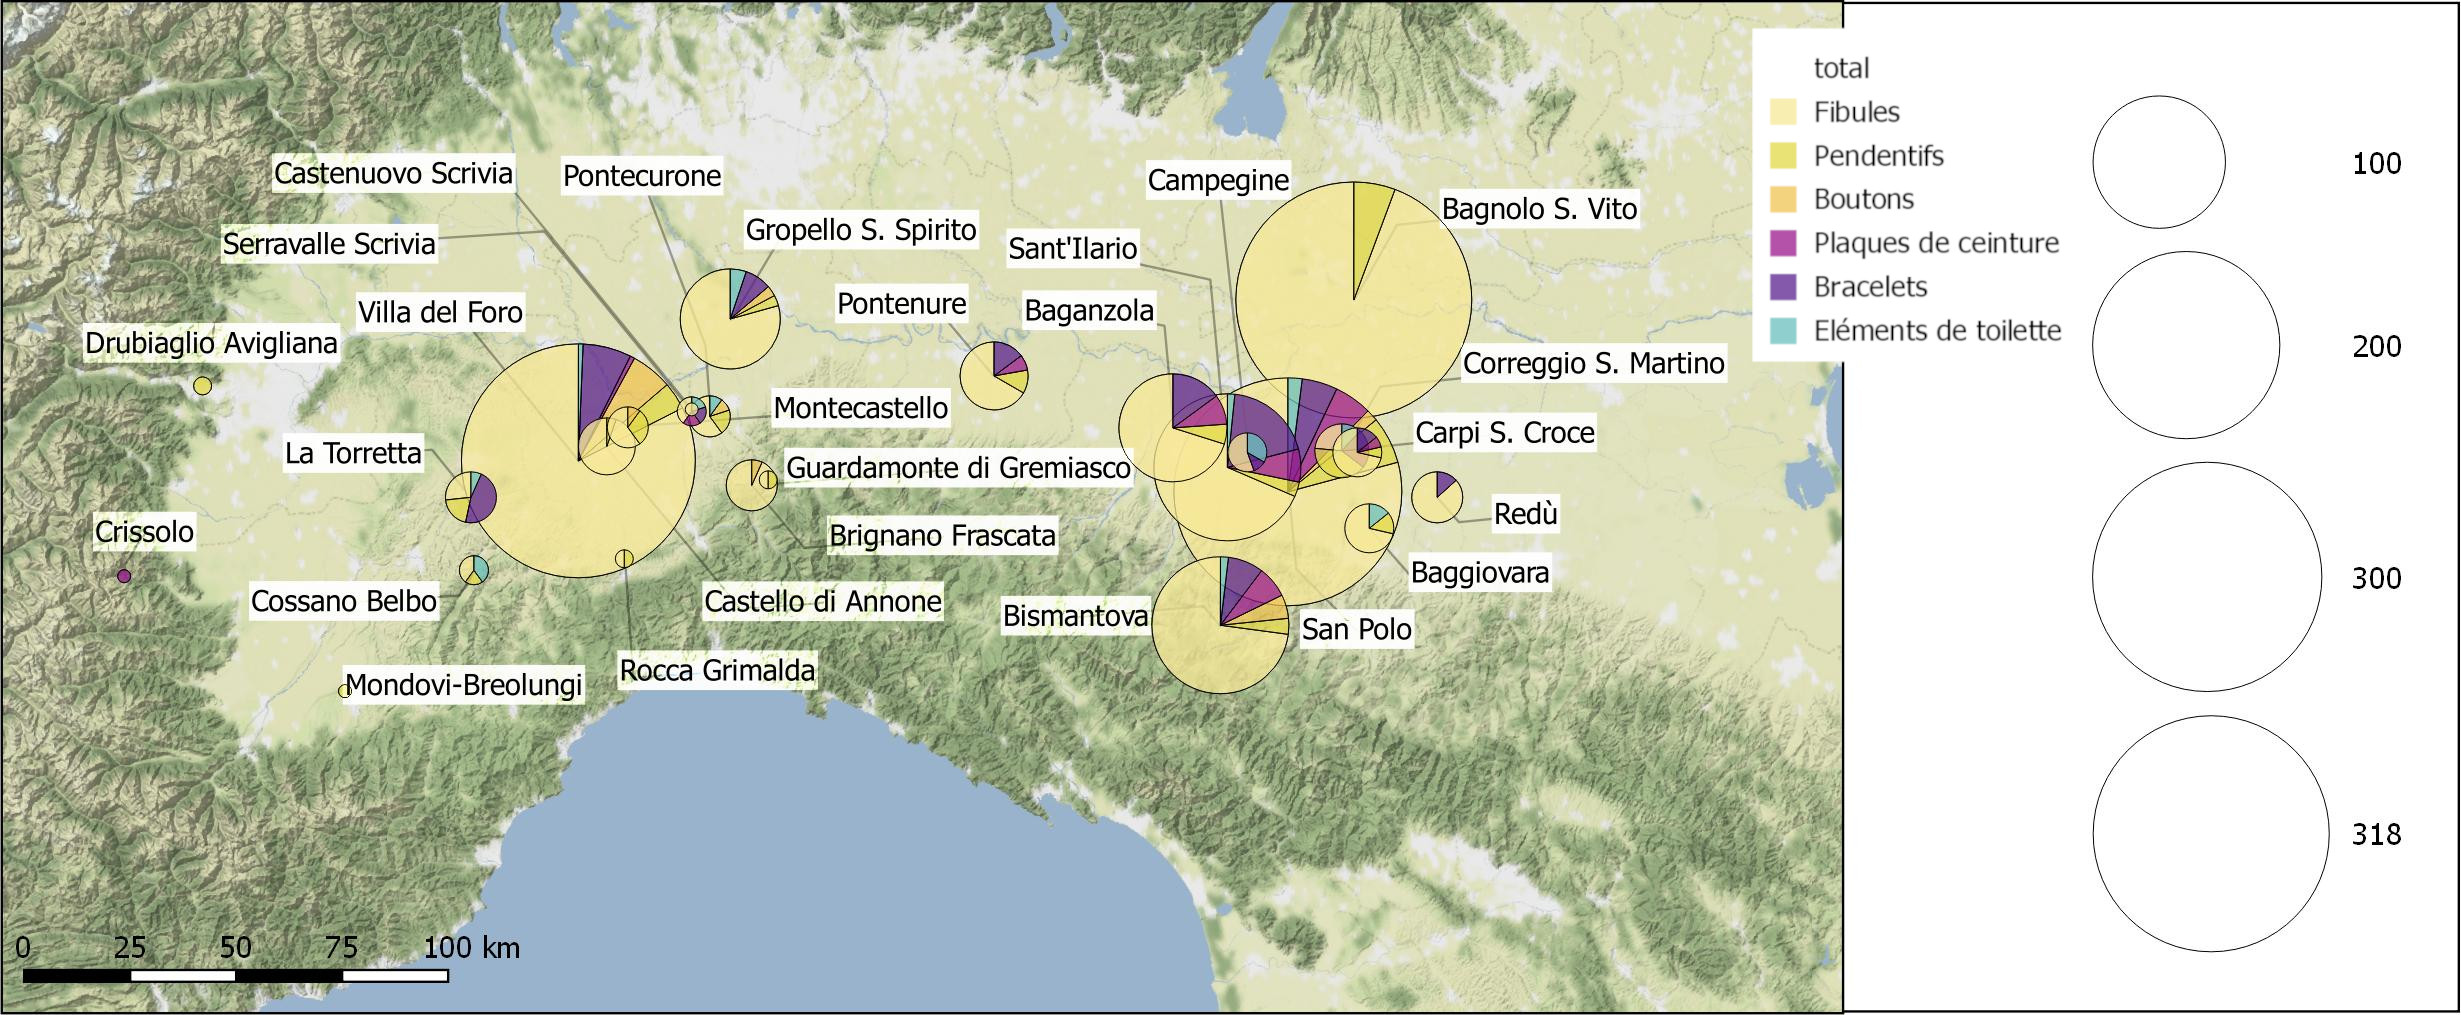 total
Fibules
Pendentifs
Boutons
Plaques de ceinture
Bracelets
Eléments de toilette
100
200
300
318
Castenuovo Scrivia
Pontecurone
Campegine
Bagnolo S. Vito
Gropello S. Spirito
Serravalle Scrivia
Sant'Ilario
Villa del Foro
Pontenure
Baganzola
Drubiaglio Avigliana
Correggio S. Martino
Montecastello
Carpi S. Croce
La Torretta
Guardamonte di Gremiasco
Redù
Crissolo
Brignano Frascata
Baggiovara
Cossano Belbo
Castello di Annone
Bismantova
San Polo
Rocca Grimalda
Mondovi-Breolungi
0 25 50 75 100 km